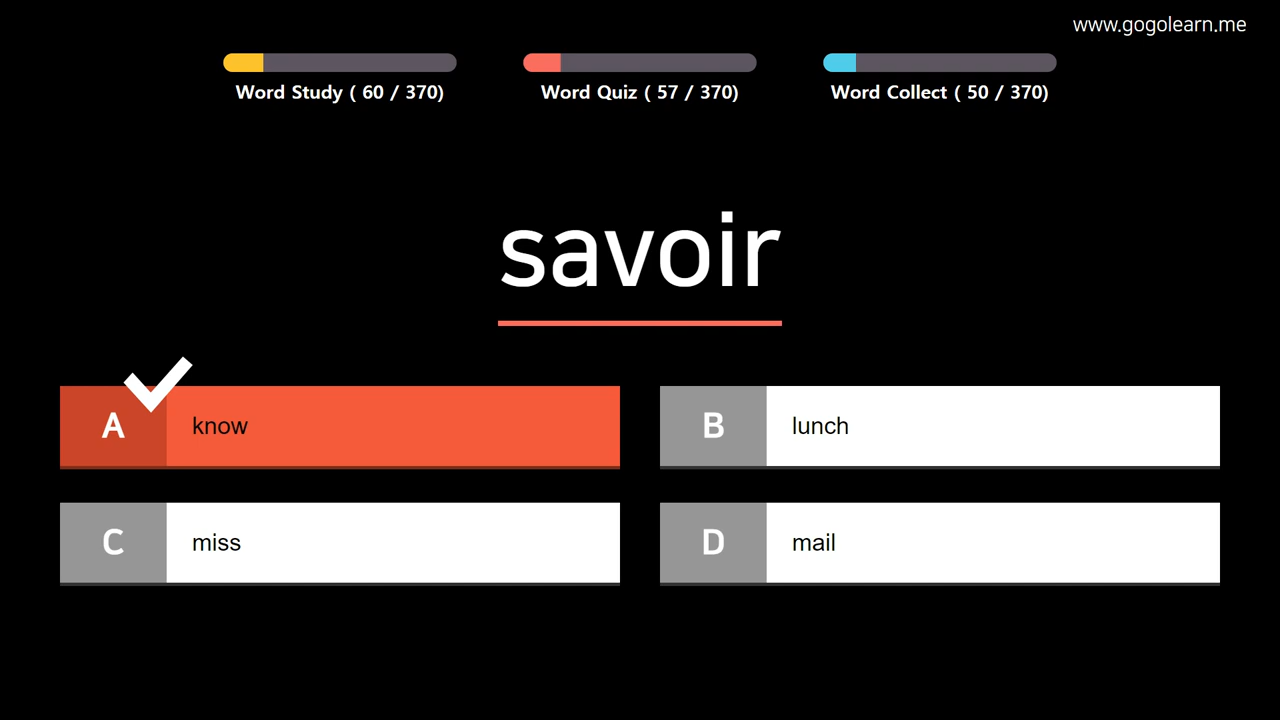 www.gogolearn.me
Word Study ( 60 / 370)
Word Quiz ( 57 / 370)
Word Collect ( 50 / 370)
savoir
A know
B lunch
C miss
D mail